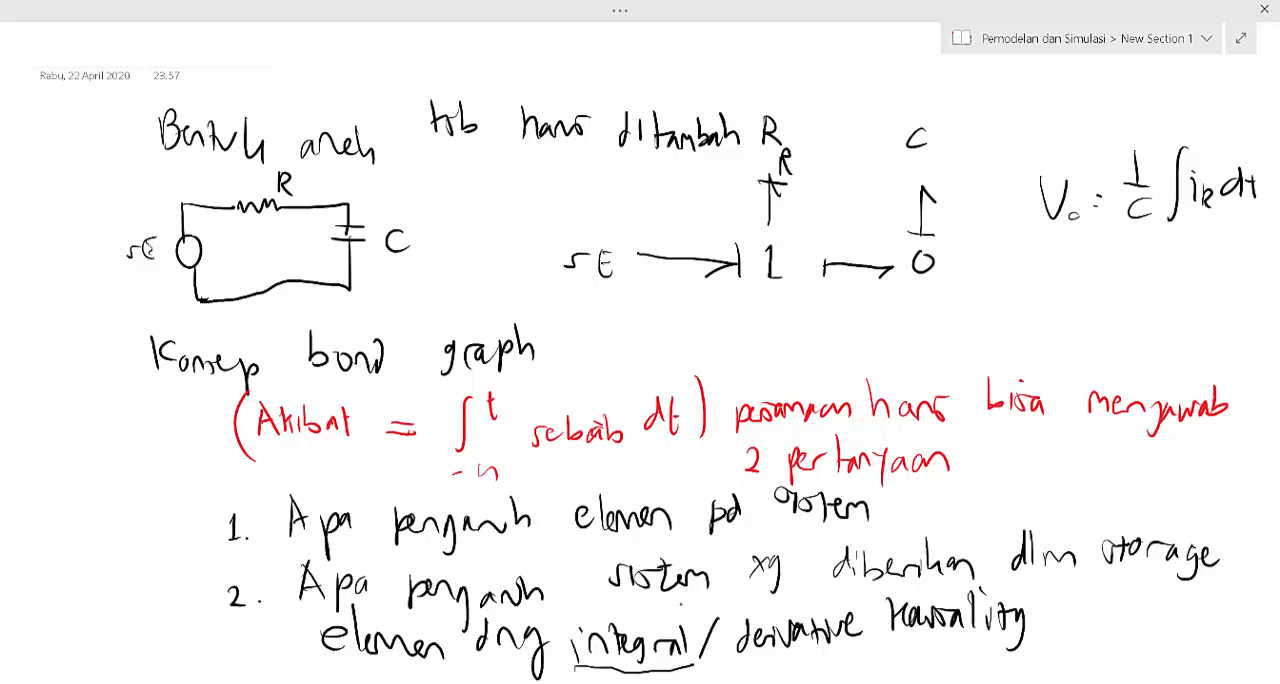 ...
Pemodelan dan Simulasi > New Section 1
Rabu, 22 April 2020 23.57
Bentuk aneh tsb harus ditambah R
R
C
R
SE
C
SE 1 0
Vc = 1/C ∫ik dt
Konsep bond graph
(Akibat = ∫ t sebab dt) persamaan harus bisa menjawab
2 pertanyaan
1. Apa pengaruh elemen pd sistem
2. Apa pengaruh sistem yg diberikan dlm storage
elemen dng integral / derivative kausality